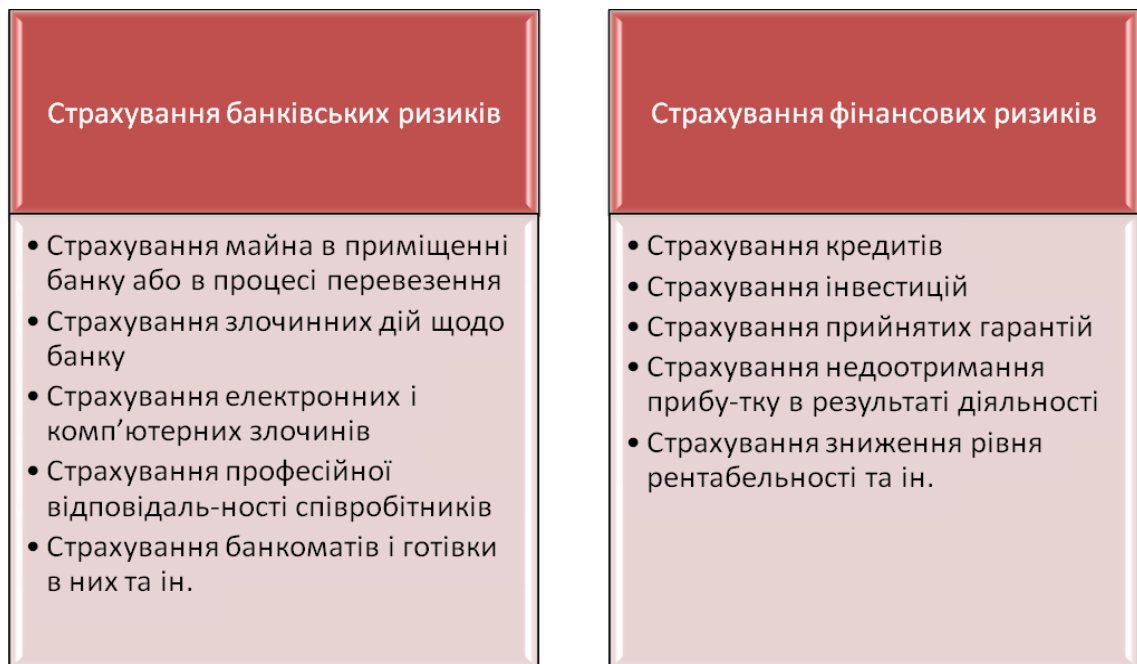 Страхування банківських ризиків
• Страхування майна в приміщенні
банку або в процесі перевезення
• Страхування злочинних дій щодо
банку
• Страхування електронних і
комп’ютерних злочинів
• Страхування професійної
відповідаль-ності співробітників
• Страхування банкоматів і готівки
в них та ін.
Страхування фінансових ризиків
• Страхування кредитів
• Страхування інвестицій
• Страхування прийнятих гарантій
• Страхування недоотримання
прибу-тку в результаті діяльності
• Страхування зниження рівня
рентабельності та ін.